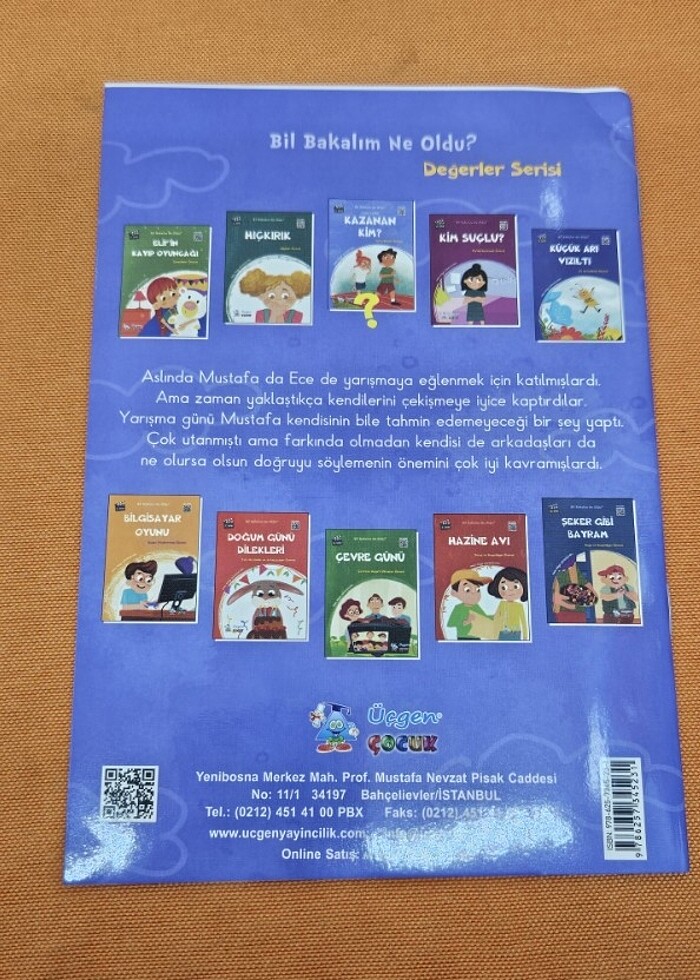 Bil Bakalım Ne Oldu?
Değerler Serisi
ELİF'İN
KAYIP OYUNCAĞI
HIÇKIRIK
KAZANAN
KİM?
KİM SUÇLU?
KÜÇÜK ARI
VIZILTI
?
Aslında Mustafa da Ece de yarışmaya eğlenmek için katılmışlardı.
Ama zaman yaklaştıkça kendilerini çekişmeye iyice kaptırdılar.
Yarışma günü Mustafa kendisinin bile tahmin edemeyeceği bir şey yaptı.
Çok utanmıştı ama farkında olmadan kendisi de arkadaşları da
ne olursa olsun doğruyu söylemenin önemini çok iyi kavramışlardı.
BİLGİSAYAR
OYUNU
DOĞUM GÜNÜ
DİLEKLERİ
ÇEVRE GÜNÜ
HAZİNE AVI
ŞEKER GİBİ
BAYRAM
Üçgen
ÇOCUK
Yenibosna Merkez Mah. Prof. Mustafa Nevzat Pisak Caddesi
No: 11/1 34197 Bahçelievler/İSTANBUL
Tel.: (0212) 451 41 00 PBX Faks: (0212)
www.ucgenyayincilik.com
Online Satış: